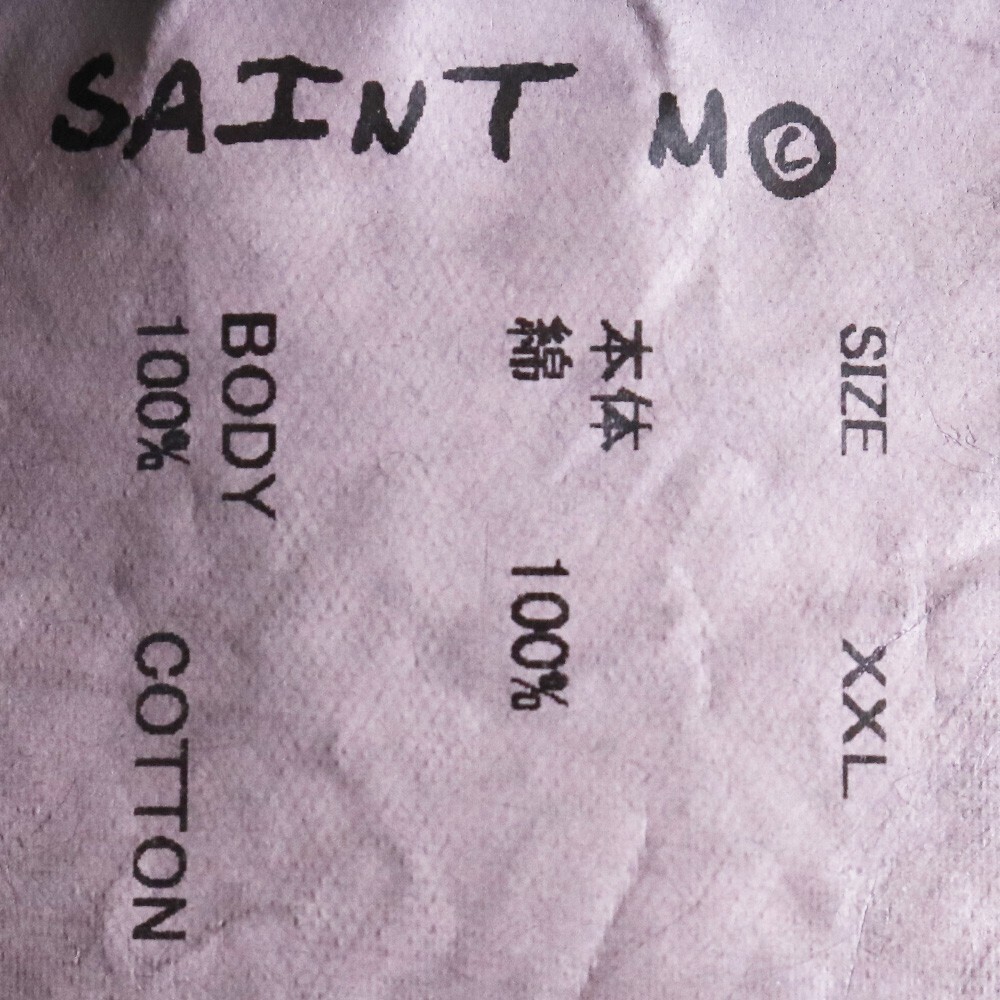 SAINT M©
SIZE XXL
本体
綿 100%
BODY
100% COTTON